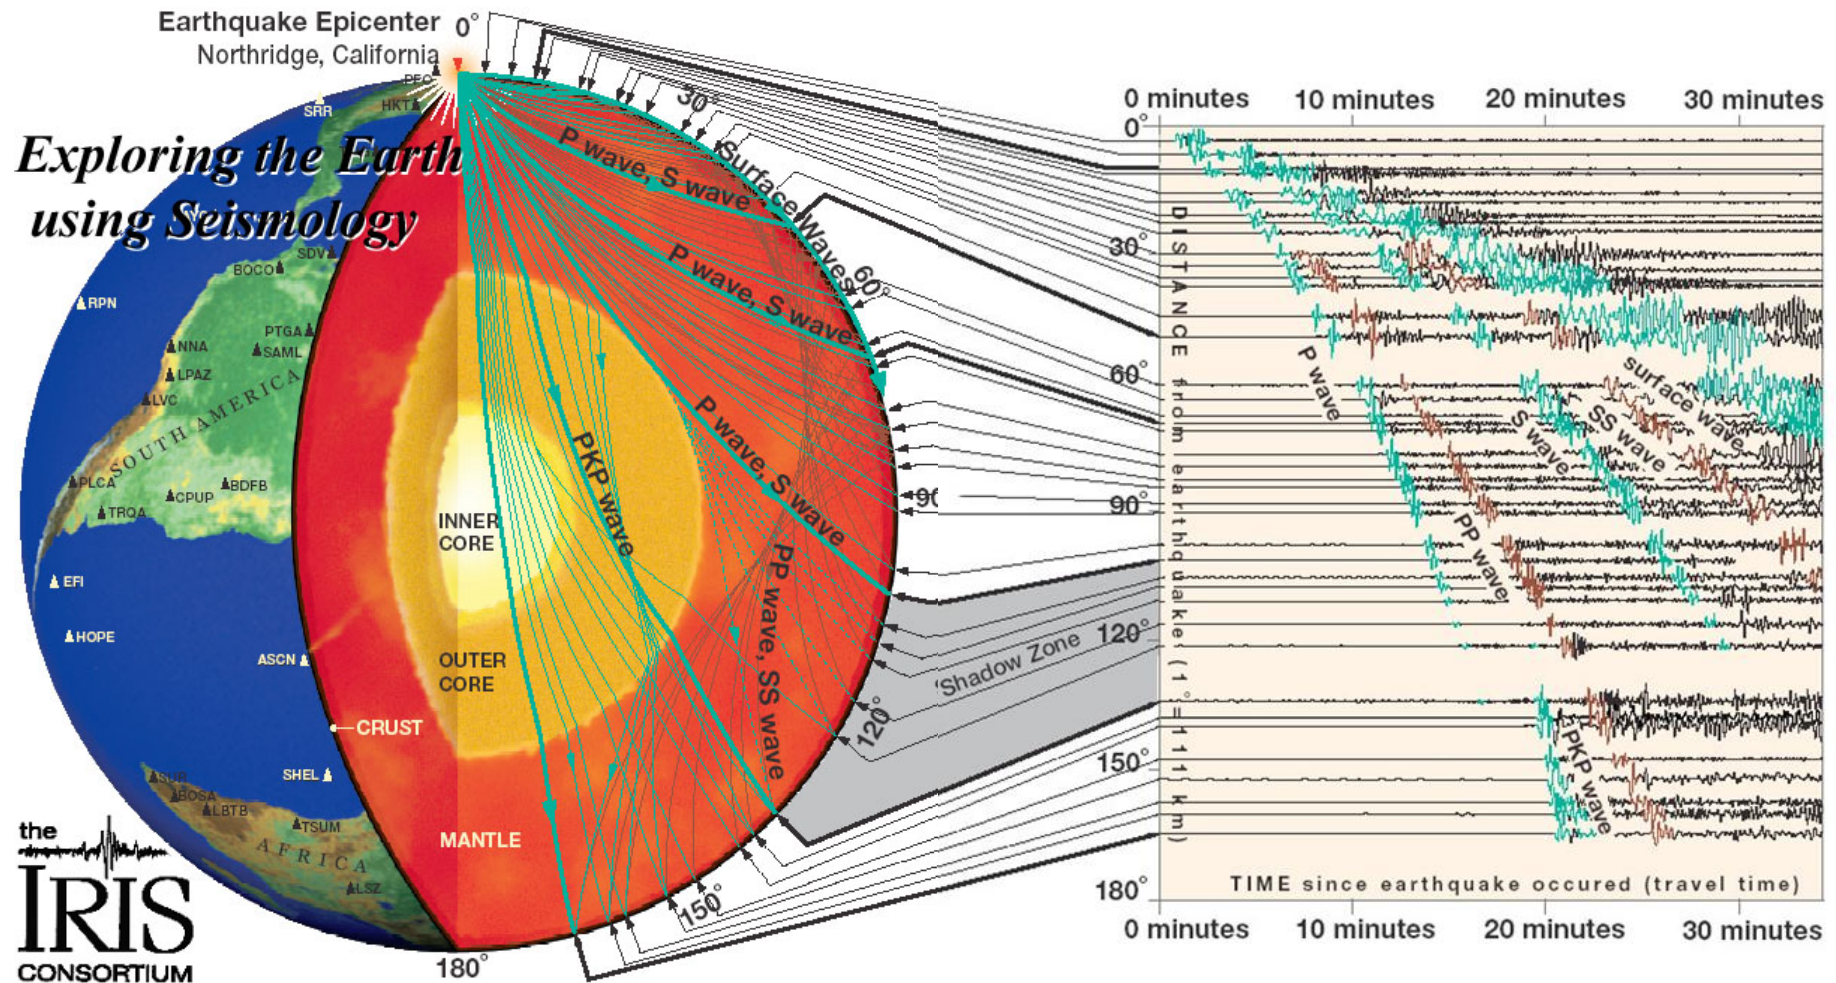 Earthquake Epicenter
Northridge, California
0°
PFO
HKT
SRR
Exploring the Earth
using Seismology
SDV
BOCO
RPN
PTGA
NNA
SAML
LPAZ
LVC
SOUTH AMERICA
PLCA
BDFB
CPUP
TRQA
EFI
HOPE
ASCN
CRUST
SHEL
SUR
BOSA
LBTB
TSUM
AFRICA
LSZ
the
IRIS
CONSORTIUM
180°
MANTLE
OUTER
CORE
INNER
CORE
30°
P wave, S wave
Surface Waves
60°
P wave, S wave
P wave, S wave
PKP wave
PP wave, SS wave
90
120°
150°
'Shadow Zone
0 minutes 10 minutes 20 minutes 30 minutes
0°
30°
60°
90°
120°
150°
180°
DISTANCE from earthquake (1°=111 km)
P wave
S wave
SS wave
surface wave
PP wave
PKP wave
TIME since earthquake occured (travel time)
0 minutes 10 minutes 20 minutes 30 minutes